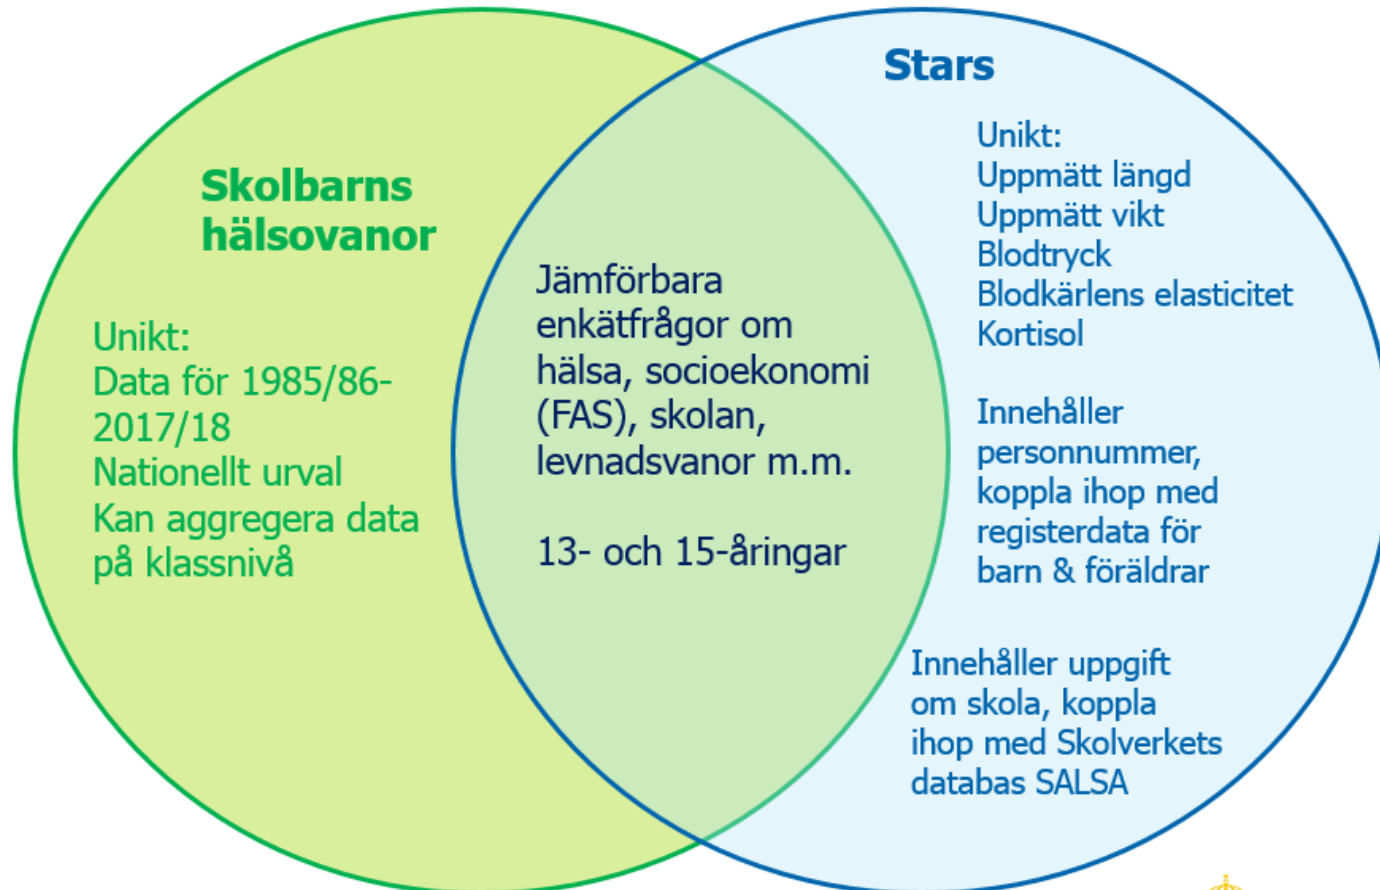 Skolbarns
hälsovanor
Unikt:
Data för 1985/86-
2017/18
Nationellt urval
Kan aggregera data
på klassnivå
Jämförbara
enkätfrågor om
hälsa, socioekonomi
(FAS), skolan,
levnadsvanor m.m.
13- och 15-åringar
Stars
Unikt:
Uppmätt längd
Uppmätt vikt
Blodtryck
Blodkärlens elasticitet
Kortisol
Innehåller
personnummer,
koppla ihop med
registerdata för
barn & föräldrar
Innehåller uppgift
om skola, koppla
ihop med Skolverkets
databas SALSA